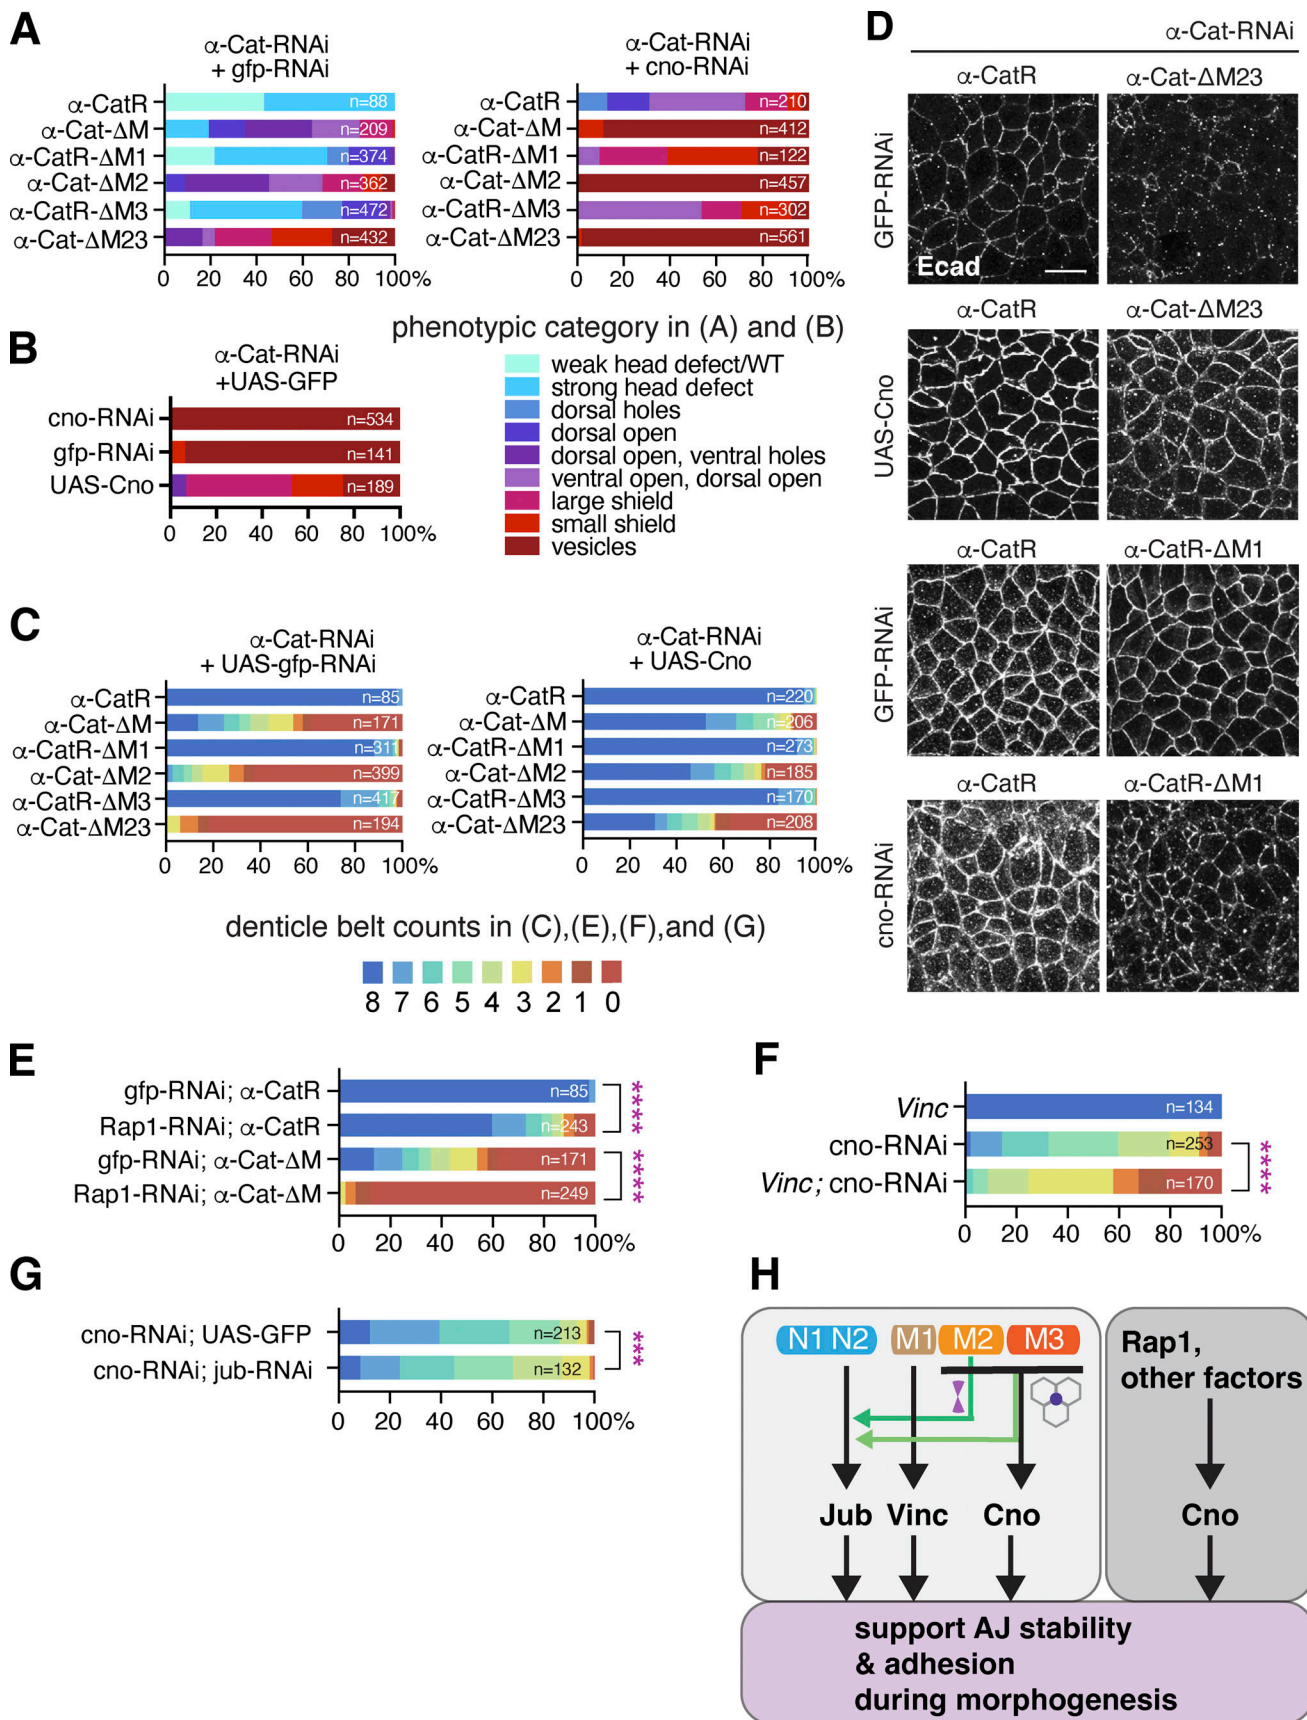 A
α-Cat-RNAi
+ gfp-RNAi
α-CatR
n=88
α-Cat-ΔM
n=209
α-CatR-ΔM1
n=374
α-Cat-ΔM2
n=362
α-CatR-ΔM3
n=472
α-Cat-ΔM23
n=432
0 20 40 60 80 100%
α-Cat-RNAi
+ cno-RNAi
α-CatR
n=210
α-Cat-ΔM
n=412
α-CatR-ΔM1
n=122
α-Cat-ΔM2
n=457
α-CatR-ΔM3
n=302
α-Cat-ΔM23
n=561
0 20 40 60 80 100%
B
α-Cat-RNAi
+UAS-GFP
cno-RNAi
n=534
gfp-RNAi
n=141
UAS-Cno
n=189
0 20 40 60 80 100%
phenotypic category in (A) and (B)
weak head defect/WT
strong head defect
dorsal holes
dorsal open
dorsal open, ventral holes
ventral open, dorsal open
large shield
small shield
vesicles
C
α-Cat-RNAi
+ UAS-gfp-RNAi
α-CatR
n=85
α-Cat-ΔM
n=171
α-CatR-ΔM1
n=311
α-Cat-ΔM2
n=399
α-CatR-ΔM3
n=417
α-Cat-ΔM23
n=194
0 20 40 60 80 100%
α-Cat-RNAi
+ UAS-Cno
α-CatR
n=220
α-Cat-ΔM
n=206
α-CatR-ΔM1
n=273
α-Cat-ΔM2
n=185
α-CatR-ΔM3
n=170
α-Cat-ΔM23
n=208
0 20 40 60 80 100%
denticle belt counts in (C),(E),(F),and (G)
8 7 6 5 4 3 2 1 0
D
α-Cat-RNAi
α-CatR
α-Cat-ΔM23
GFP-RNAi
Ecad
α-CatR
α-Cat-ΔM23
UAS-Cno
α-CatR
α-CatR-ΔM1
GFP-RNAi
α-CatR
α-CatR-ΔM1
cno-RNAi
E
gfp-RNAi; α-CatR
n=85
Rap1-RNAi; α-CatR
n=243
****
gfp-RNAi; α-Cat-ΔM
n=171
Rap1-RNAi; α-Cat-ΔM
n=249
****
0 20 40 60 80 100%
F
Vinc
n=134
cno-RNAi
n=253
Vinc; cno-RNAi
n=170
****
0 20 40 60 80 100%
G
cno-RNAi; UAS-GFP
n=213
cno-RNAi; jub-RNAi
n=132
***
0 20 40 60 80 100%
H
N1 N2 M1 M2 M3
Rap1,
other factors
Jub Vinc Cno
Cno
support AJ stability
& adhesion
during morphogenesis